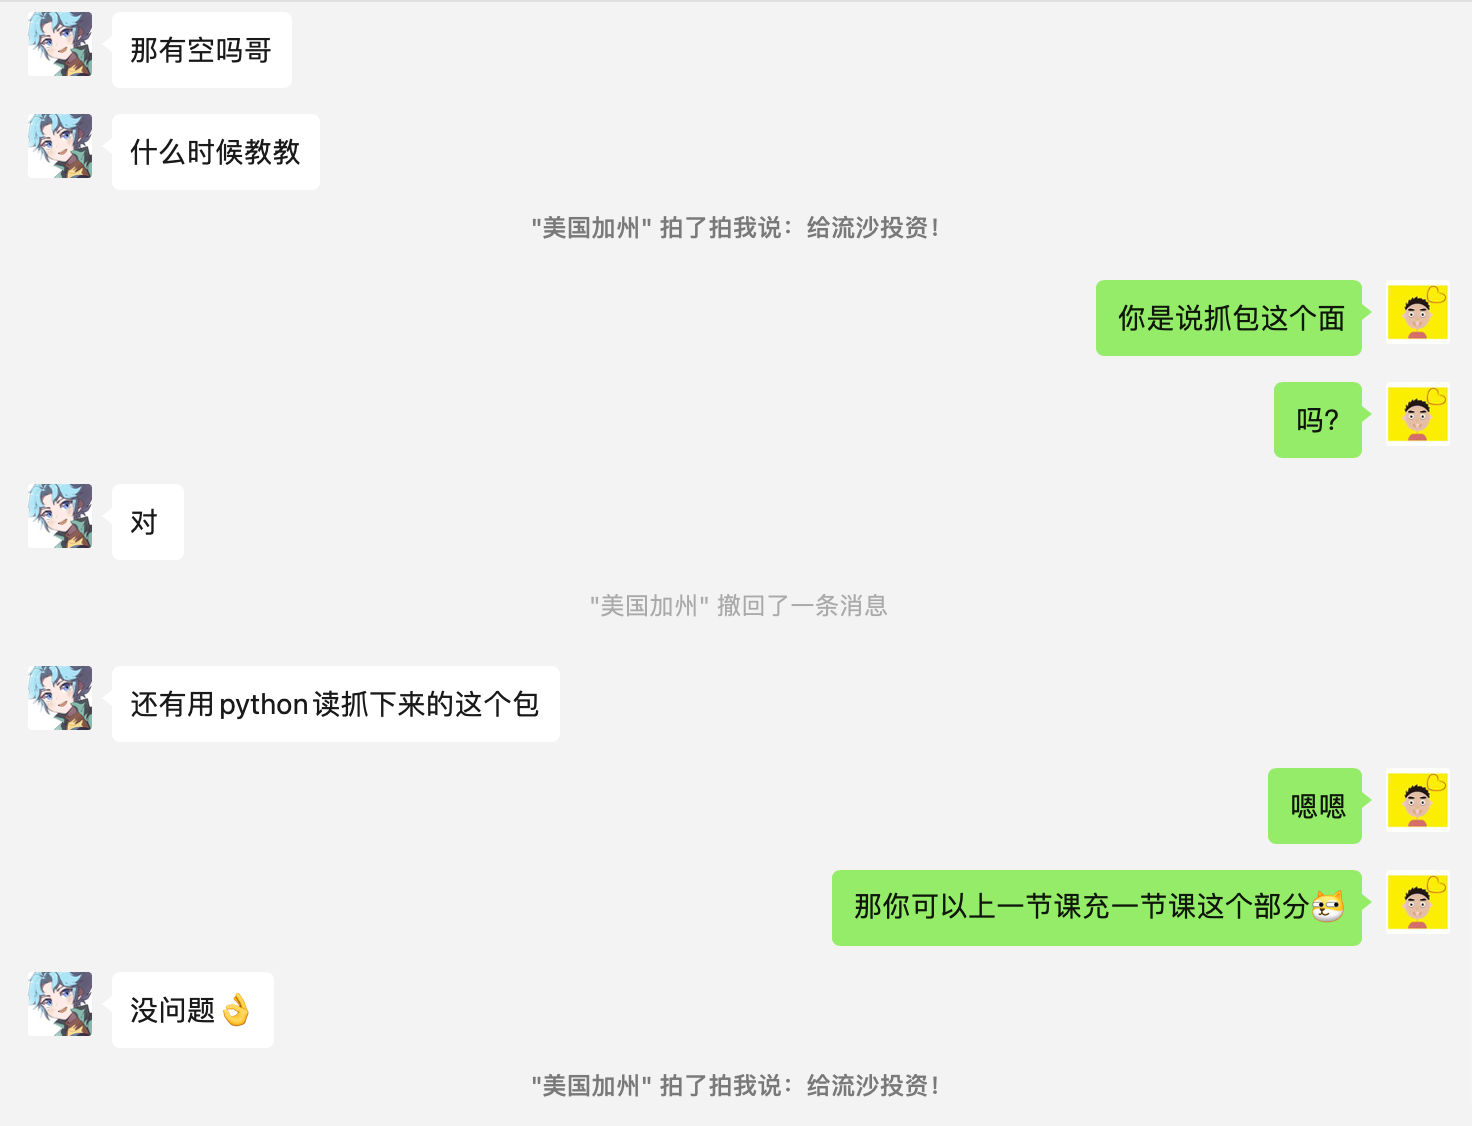 那有空吗哥
什么时候教教
"美国加州" 拍了拍我说：给流沙投资！
你是说抓包这个面
吗?
对
"美国加州" 撤回了一条消息
还有用python读抓下来的这个包
嗯嗯
那你可以上一节课充一节课这个部分
没问题👌
"美国加州" 拍了拍我说：给流沙投资！